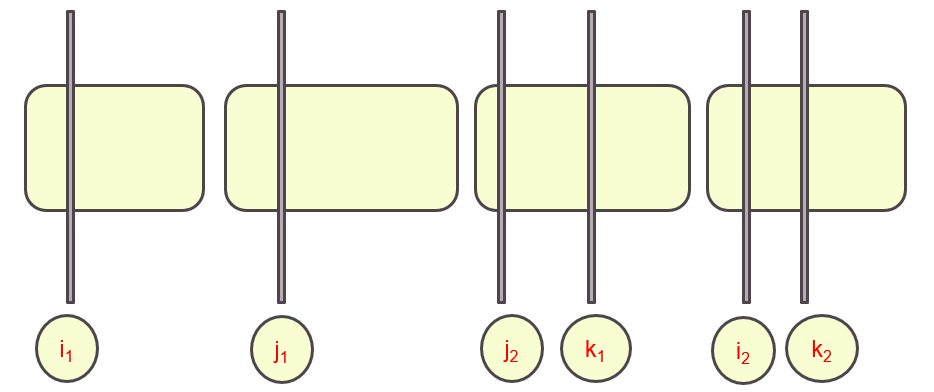 i₁ j₁ j₂ k₁ i₂ k₂